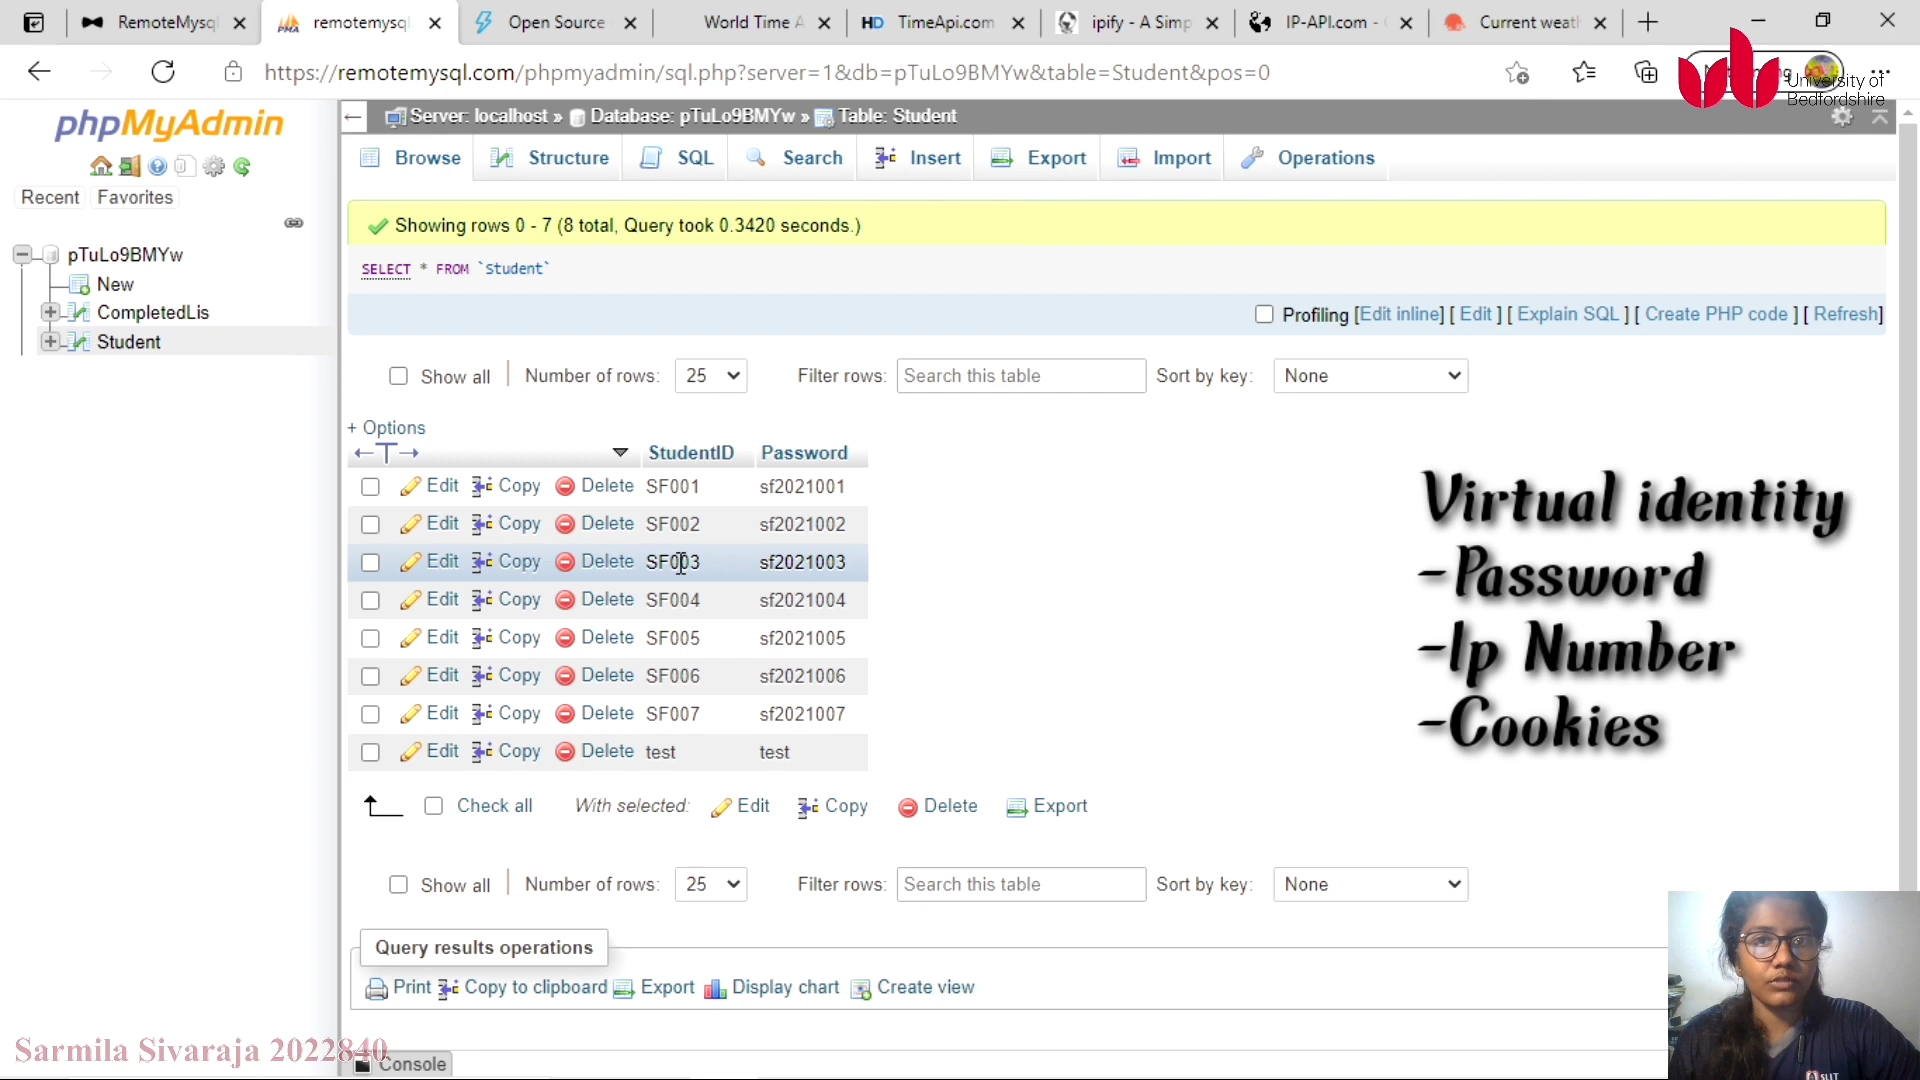 RemoteMysq
remotemysq
Open Source
World Time A
TimeApi.com
ipify - A Simp
IP-API.com -
Current weat
https://remotemysql.com/phpmyadmin/sql.php?server=1&db=pTuLo9BMYw&table=Student&pos=0
University of
Bedfordshire
phpMyAdmin
Recent Favorites
pTuLo9BMYw
New
CompletedLis
Student
Server: localhost » Database: pTuLo9BMYw » Table: Student
Browse Structure SQL Search Insert Export Import Operations
Showing rows 0 - 7 (8 total, Query took 0.3420 seconds.)
SELECT * FROM `Student`
Profiling [Edit inline] [ Edit ] [ Explain SQL ] [ Create PHP code ] [ Refresh]
Show all Number of rows: 25 Filter rows: Search this table Sort by key: None
+ Options
←T→ StudentID Password
Edit Copy Delete SF001 sf2021001
Edit Copy Delete SF002 sf2021002
Edit Copy Delete SF003 sf2021003
Edit Copy Delete SF004 sf2021004
Edit Copy Delete SF005 sf2021005
Edit Copy Delete SF006 sf2021006
Edit Copy Delete SF007 sf2021007
Edit Copy Delete test test
Check all With selected: Edit Copy Delete Export
Show all Number of rows: 25 Filter rows: Search this table Sort by key: None
Query results operations
Print Copy to clipboard Export Display chart Create view
Console
Virtual identity
-Password
-Ip Number
-Cookies
Sarmila Sivaraja 2022840
SLIT